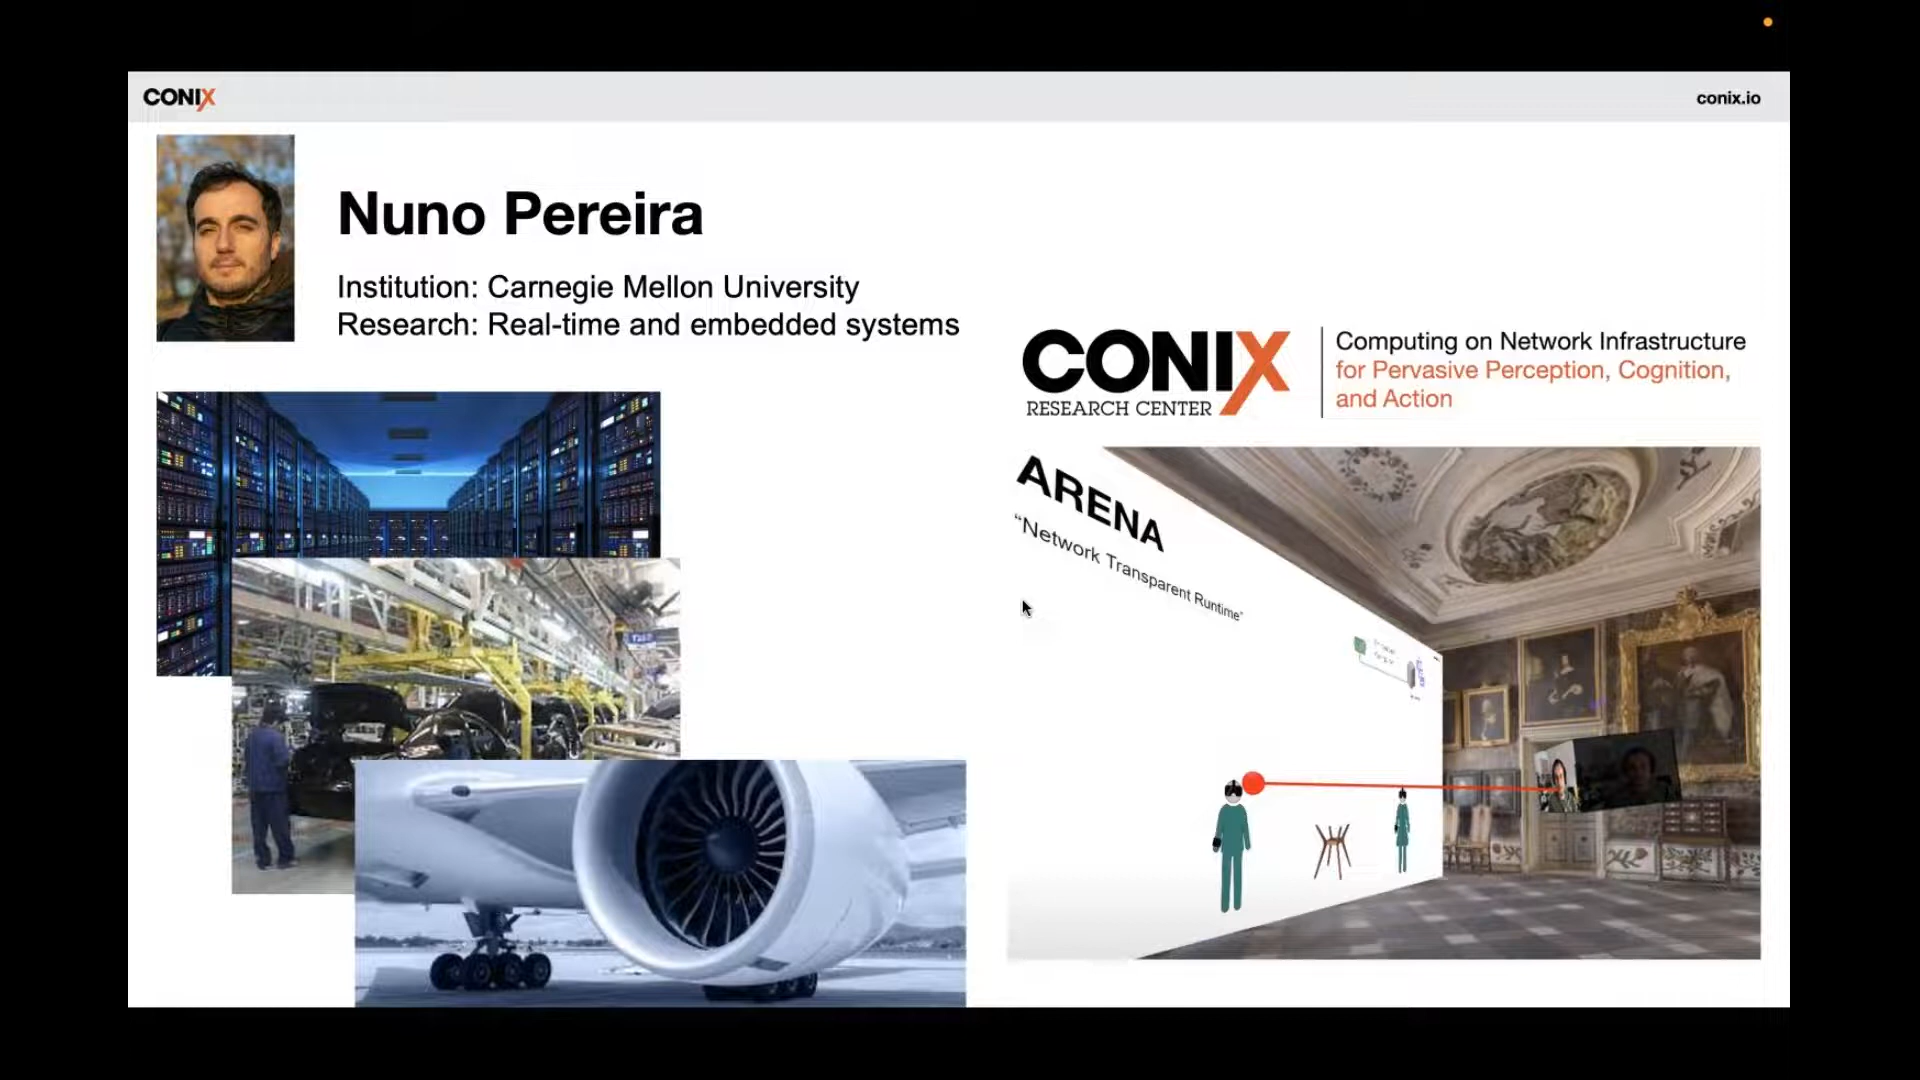 CONIX
conix.io
Nuno Pereira
Institution: Carnegie Mellon University
Research: Real-time and embedded systems
CONIX
RESEARCH CENTER
Computing on Network Infrastructure
for Pervasive Perception, Cognition,
and Action
ARENA
“Network Transparent Runtime”